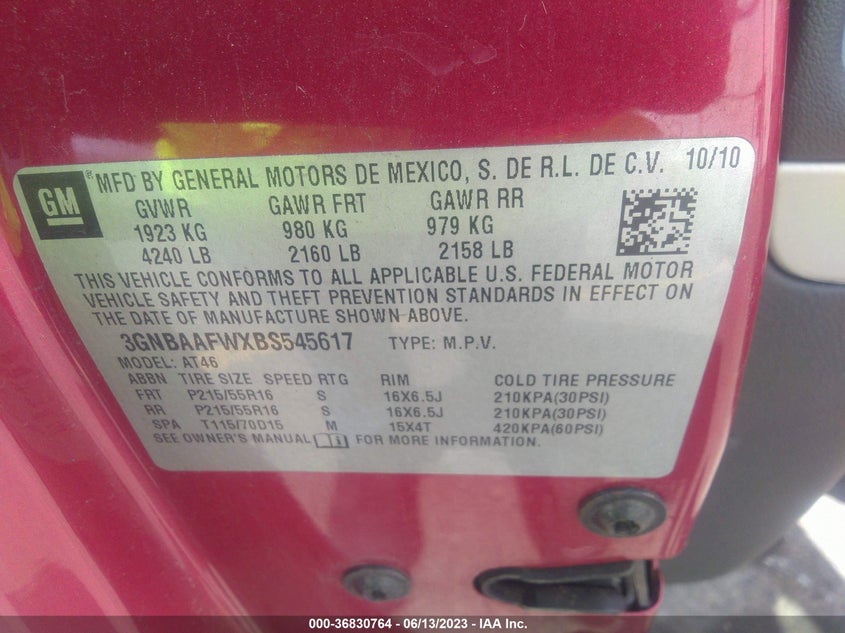 GM ® MFD BY GENERAL MOTORS DE MEXICO, S. DE R.L. DE C.V. 10/10
GVWR GAWR FRT GAWR RR
1923 KG 980 KG 979 KG
4240 LB 2160 LB 2158 LB
THIS VEHICLE CONFORMS TO ALL APPLICABLE U.S. FEDERAL MOTOR
VEHICLE SAFETY AND THEFT PREVENTION STANDARDS IN EFFECT ON
THE DATE OF MANUFACTURE SHOWN ABOVE.
3GNBAAFWXBS545617 TYPE: M.P.V.
MODEL: AT46
ABBN TIRE SIZE SPEED RTG RIM COLD TIRE PRESSURE
FRT P215/55R16 S 16X6.5J 210KPA(30PSI)
RR P215/55R16 S 16X6.5J 210KPA(30PSI)
SPA T115/70D15 M 15X4T 420KPA(60PSI)
SEE OWNER'S MANUAL i FOR MORE INFORMATION.
000-36830764 - 06/13/2023 - IAA Inc.